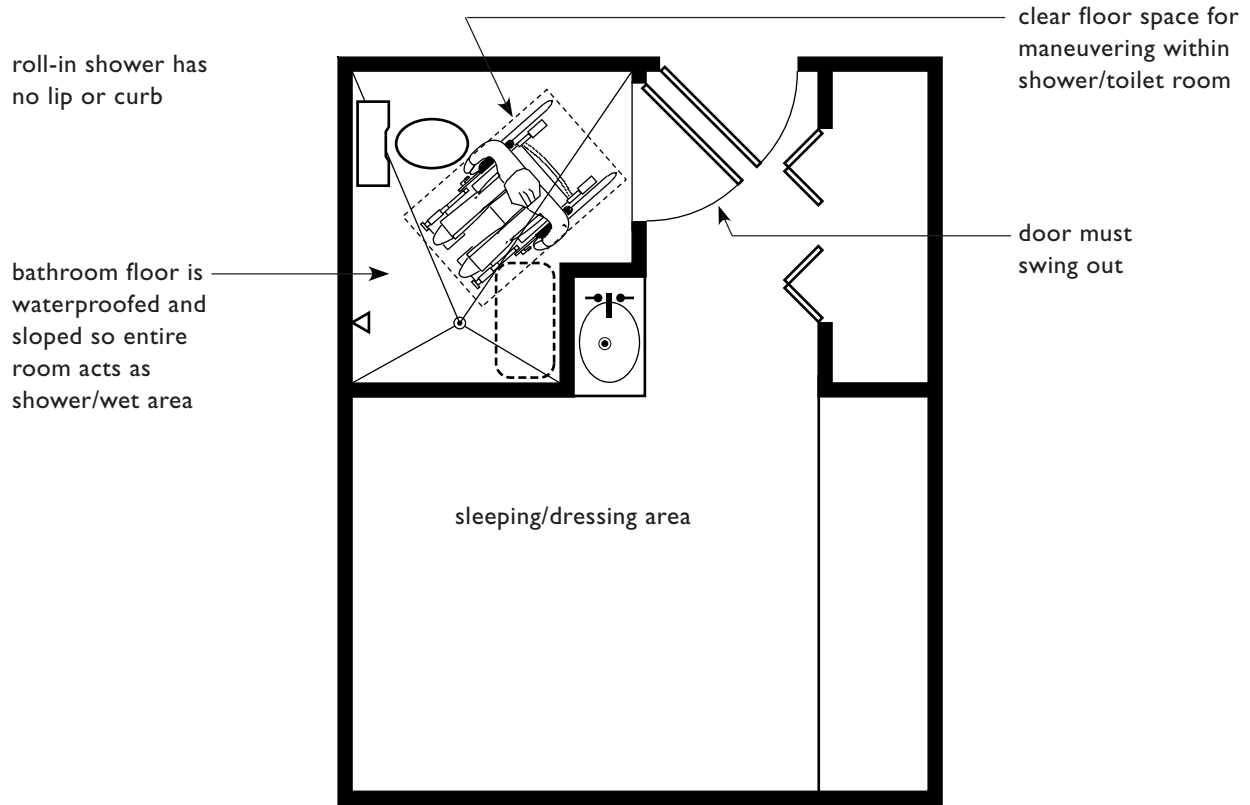 roll-in shower has
no lip or curb
clear floor space for
maneuvering within
shower/toilet room
bathroom floor is
waterproofed and
sloped so entire
room acts as
shower/wet area
door must
swing out
sleeping/dressing area